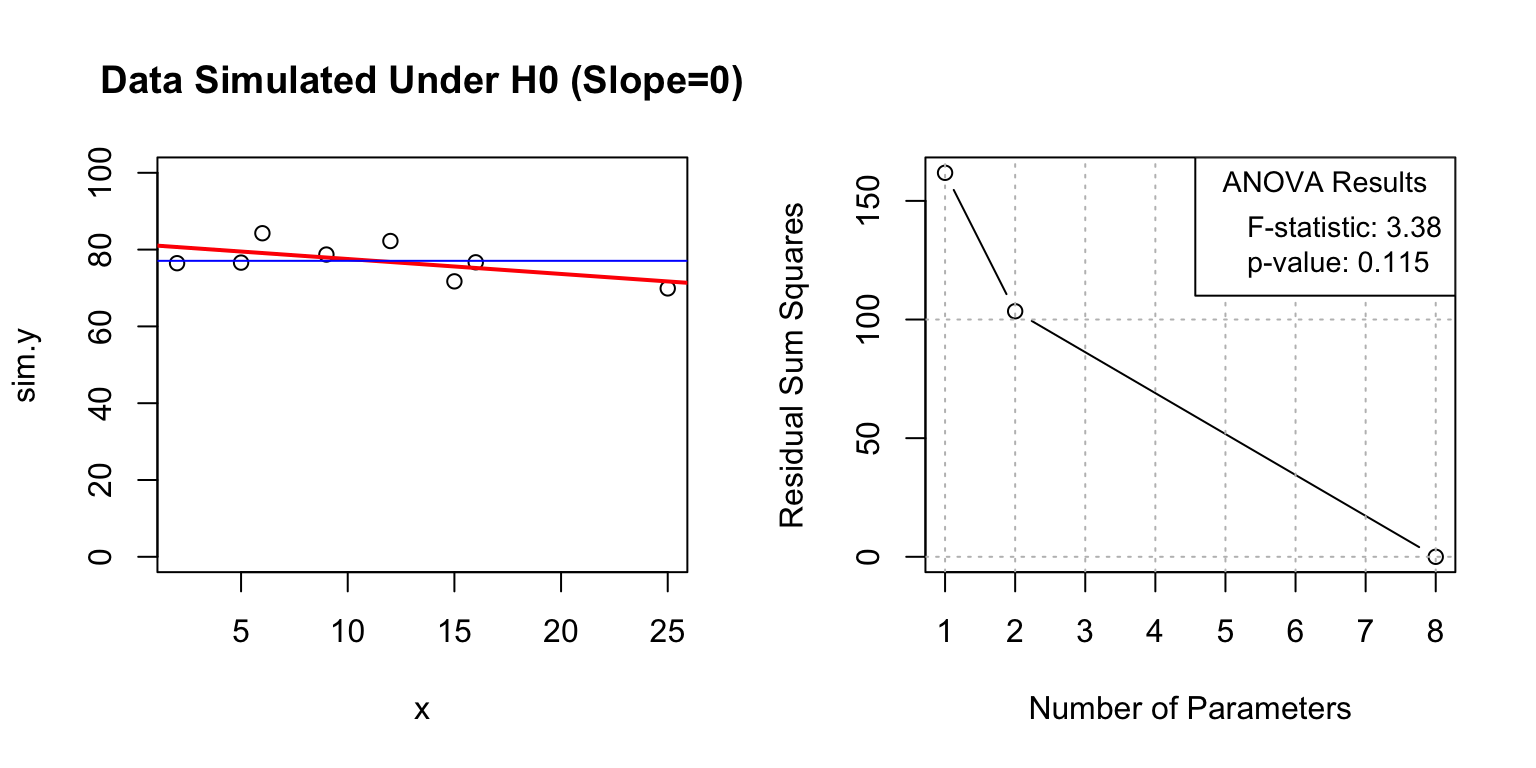 Data Simulated Under H0 (Slope=0)
sim.y
0
20
40
60
80
100
5
10
15
20
25
x
Residual Sum Squares
0
50
100
150
ANOVA Results
F-statistic: 3.38
p-value: 0.115
1
2
3
4
5
6
7
8
Number of Parameters